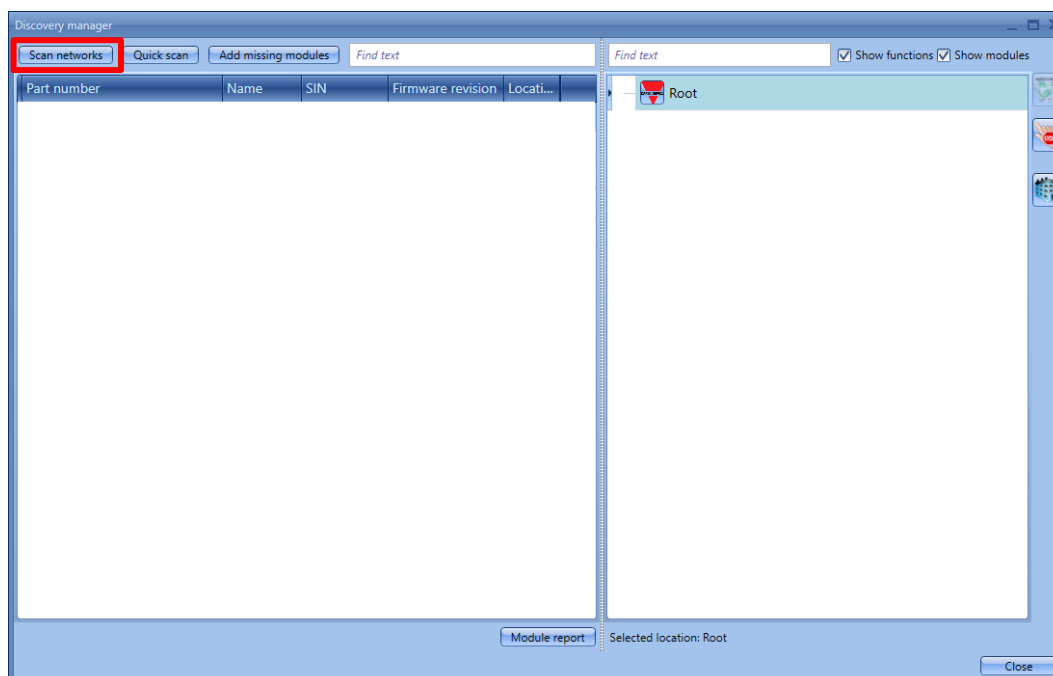 Discovery manager
Scan networks Quick scan Add missing modules Find text Find text Show functions Show modules
Part number Name SIN Firmware revision Locati...
Root
Module report Selected location: Root
Close